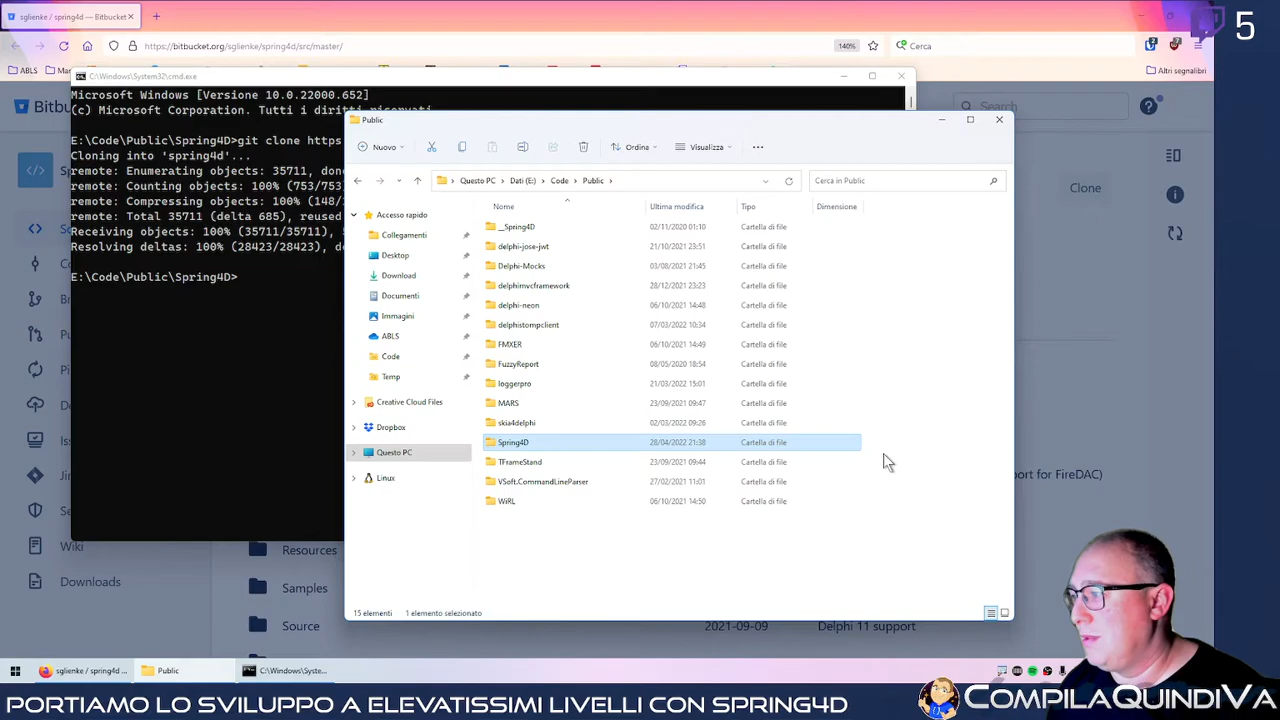 sglienke / spring4d — Bitbucket
5
https://bitbucket.org/sglienke/spring4d/src/master/
140%
Cerca
ABLS
Altri segnalibri
C:\Windows\System32\cmd.exe
Microsoft Windows [Versione 10.0.22000.652]
(c) Microsoft Corporation. Tutti i diritti riservati.
E:\Code\Public\Spring4D>git clone https
Cloning into 'spring4d'...
remote: Enumerating objects: 35711, don
remote: Counting objects: 100% (753/753
remote: Compressing objects: 100% (148/1
remote: Total 35711 (delta 685), reused
Receiving objects: 100% (35711/35711), 5
Resolving deltas: 100% (28423/28423), d
E:\Code\Public\Spring4D>
Bitb
Search
Clone
Public
Nuovo
Ordina
Visualizza
Questo PC
Dati (E:)
Code
Public
Cerca in Public
Nome
Ultima modifica
Tipo
Dimensione
Accesso rapido
Collegamenti
Desktop
Download
Documenti
Immagini
ABLS
Code
Temp
Creative Cloud Files
Dropbox
Questo PC
Linux
__Spring4D 02/11/2020 01:10 Cartella di file
delphi-jose-jwt 21/10/2021 23:51 Cartella di file
Delphi-Mocks 03/08/2021 21:45 Cartella di file
delphimvcframework 28/12/2021 23:23 Cartella di file
delphi-neon 06/10/2021 14:48 Cartella di file
delphistompclient 07/03/2022 10:34 Cartella di file
FMXER 06/10/2021 14:49 Cartella di file
FuzzyReport 08/05/2020 18:54 Cartella di file
loggerpro 21/03/2022 15:01 Cartella di file
MARS 23/09/2021 09:47 Cartella di file
skia4delphi 02/03/2022 09:26 Cartella di file
Spring4D 28/04/2022 21:38 Cartella di file
TFrameStand 23/09/2021 09:44 Cartella di file
VSoft.CommandLineParser 27/02/2021 11:01 Cartella di file
WiRL 06/10/2021 14:50 Cartella di file
15 elementi
1 elemento selezionato
port for FireDAC)
Jir
Wiki
Downloads
Resources
Samples
Source
2021-09-09
Delphi 11 support
sglienke / spring4d ...
Public
C:\Windows\Syste...
PORTIAMO LO SVILUPPO A ELEVATISSIMI LIVELLI CON SPRING4D
COMPILAQUINDIVA